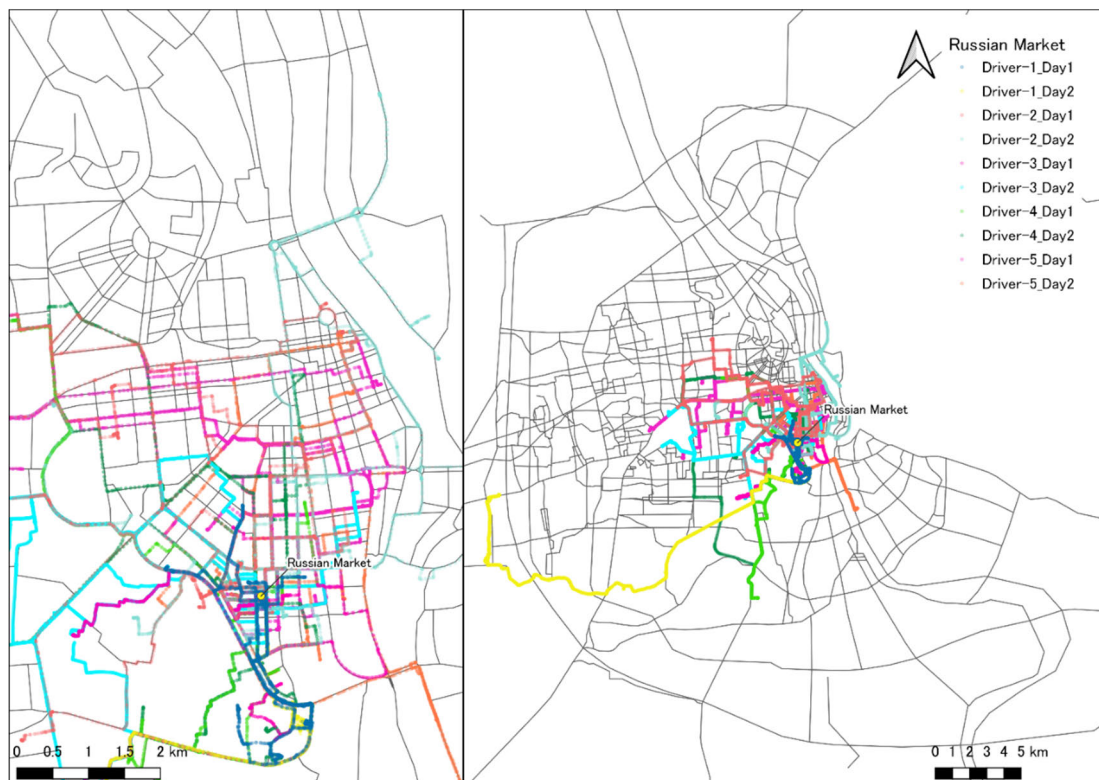 Russian Market
0 0.5 1 1.5 2 km
Russian Market
Driver-1_Day1
Driver-1_Day2
Driver-2_Day1
Driver-2_Day2
Driver-3_Day1
Driver-3_Day2
Driver-4_Day1
Driver-4_Day2
Driver-5_Day1
Driver-5_Day2
Russian Market
0 1 2 3 4 5 km